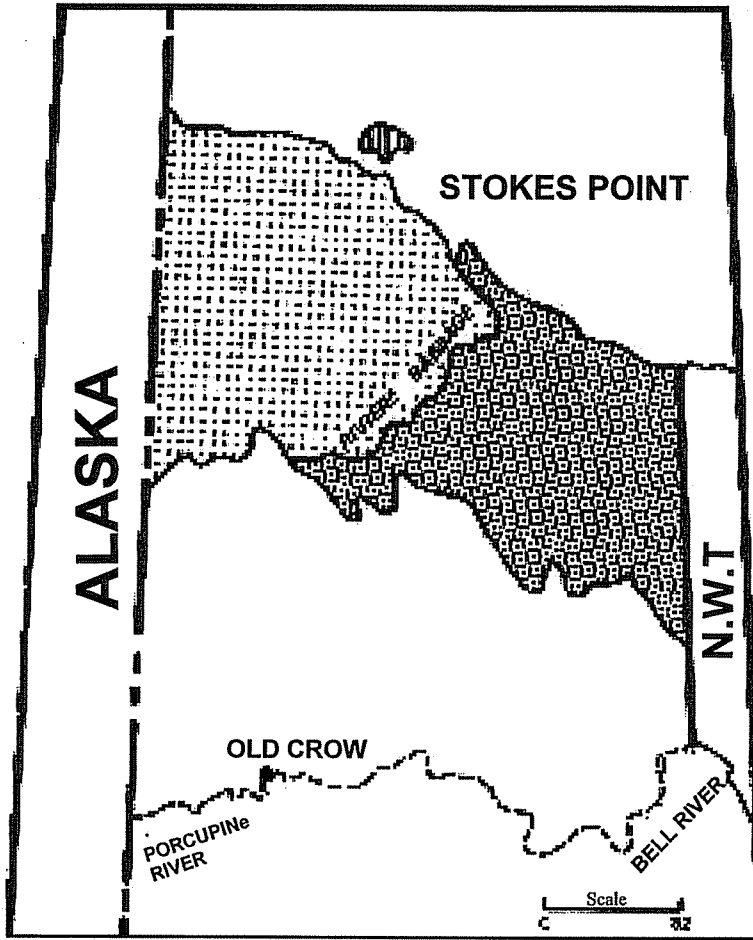 STOKES POINT
ALASKA
N.W.T
OLD CROW
PORCUPINe
RIVER
BELL RIVER
Scale